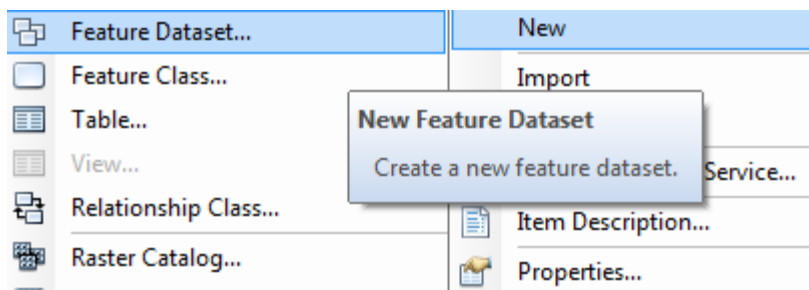 Feature Dataset...
Feature Class...
Table...
View...
Relationship Class...
Raster Catalog...
New
Import
New Feature Dataset
Create a new feature dataset.
Service...
Item Description...
Properties...